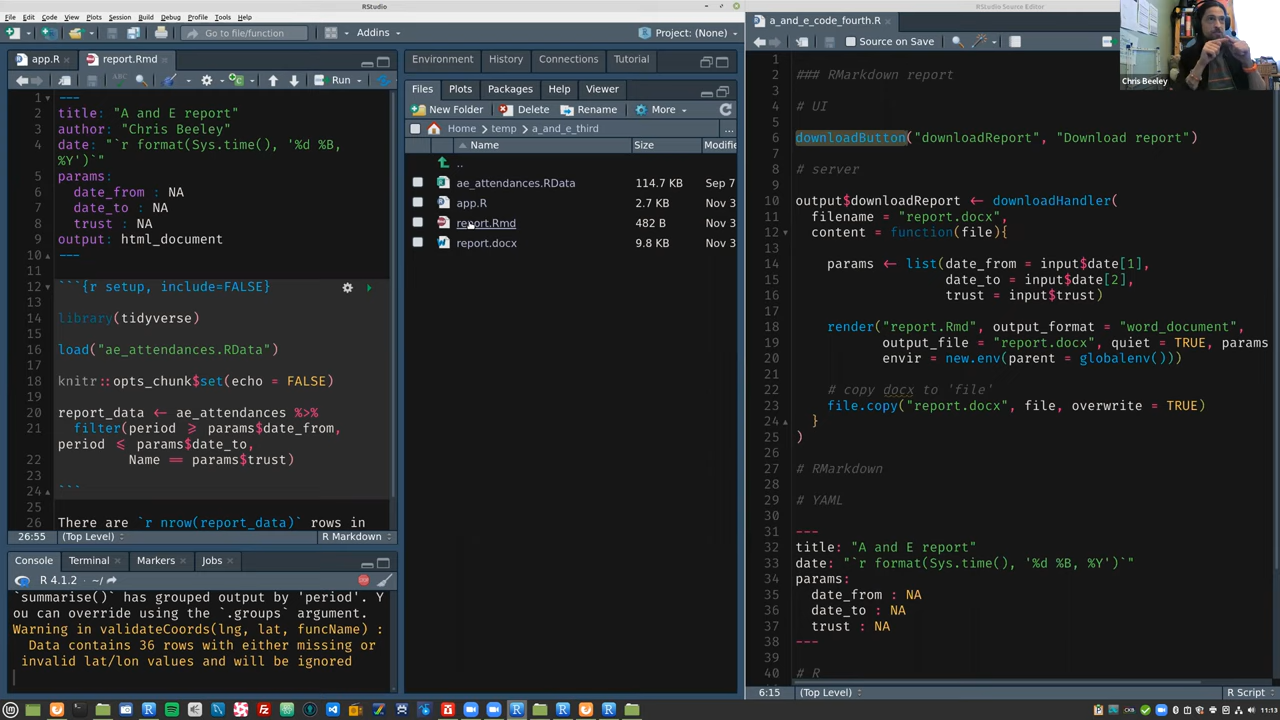 RStudio
File Edit Code View Plots Session Build Debug Profile Tools Help
Go to file/function
Addins
Project: (None)
app.R
report.Rmd
Run
1 ---
2 title: "A and E report"
3 author: "Chris Beeley"
4 date: "`r format(Sys.time(), '%d %B,
%Y')`"
5 params:
6 date_from : NA
7 date_to : NA
8 trust : NA
9 output: html_document
10 ---
11
12 ```{r setup, include=FALSE}
13
14 library(tidyverse)
15
16 load("ae_attendances.RData")
17
18 knitr::opts_chunk$set(echo = FALSE)
19
20 report_data ← ae_attendances %>%
21 filter(period ⩾ params$date_from,
period ⩽ params$date_to,
22 Name == params$trust)
23
24 ```
25
26 There are `r nrow(report_data)` rows in
26:55
(Top Level)
R Markdown
Console
Terminal
Markers
Jobs
R 4.1.2 · ~/
`summarise()` has grouped output by 'period'. Y
ou can override using the `.groups` argument.
Warning in validateCoords(lng, lat, funcName) :
Data contains 36 rows with either missing or
invalid lat/lon values and will be ignored
Environment
History
Connections
Tutorial
Files
Plots
Packages
Help
Viewer
New Folder
Delete
Rename
More
Home
temp
a_and_e_third
...
Name
Size
Modifie
..
ae_attendances.RData 114.7 KB Sep 7
app.R 2.7 KB Nov 3
report.Rmd 482 B Nov 3
report.docx 9.8 KB Nov 3
RStudio Source Editor
a_and_e_code_fourth.R
Source on Save
Chris Beeley
1
2 ### RMarkdown report
3
4 # UI
5
6 downloadButton("downloadReport", "Download report")
7
8 # server
9
10 output$downloadReport ← downloadHandler(
11 filename = "report.docx",
12 content = function(file){
13
14 params ← list(date_from = input$date[1],
15 date_to = input$date[2],
16 trust = input$trust)
17
18 render("report.Rmd", output_format = "word_document",
19 output_file = "report.docx", quiet = TRUE, params
20 envir = new.env(parent = globalenv()))
21
22 # copy docx to 'file'
23 file.copy("report.docx", file, overwrite = TRUE)
24 }
25 )
26
27 # RMarkdown
28
29 # YAML
30
31 ---
32 title: "A and E report"
33 date: "`r format(Sys.time(), '%d %B, %Y')`"
34 params:
35 date_from : NA
36 date_to : NA
37 trust : NA
38 ---
39
40 # R
6:15
(Top Level)
R Script
11:13